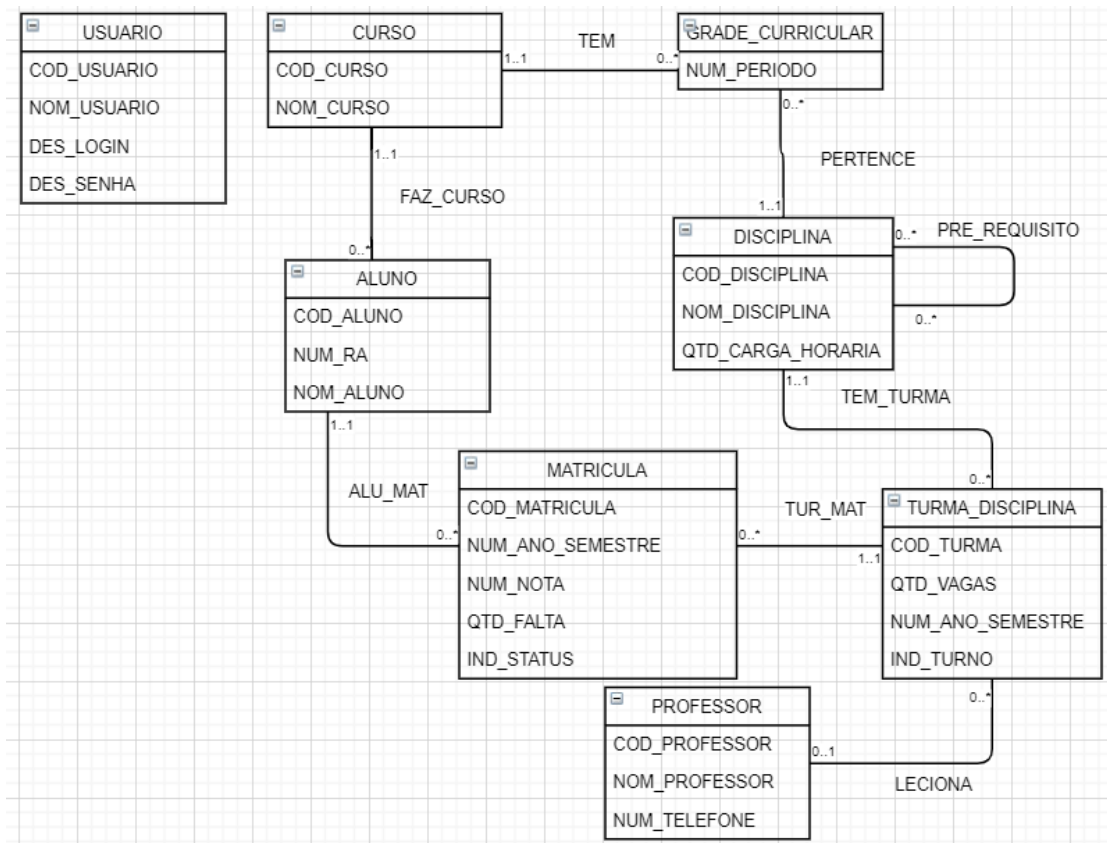 USUARIO
COD_USUARIO
NOM_USUARIO
DES_LOGIN
DES_SENHA
CURSO
COD_CURSO
NOM_CURSO
1..1
TEM
0..*
GRADE_CURRICULAR
NUM_PERIODO
0..*
PERTENCE
1..1
1..1
FAZ_CURSO
0..*
ALUNO
COD_ALUNO
NUM_RA
NOM_ALUNO
DISCIPLINA
COD_DISCIPLINA
NOM_DISCIPLINA
QTD_CARGA_HORARIA
0..*
PRE_REQUISITO
0..*
1..1
TEM_TURMA
0..*
1..1
ALU_MAT
0..*
MATRICULA
COD_MATRICULA
NUM_ANO_SEMESTRE
NUM_NOTA
QTD_FALTA
IND_STATUS
0..*
TUR_MAT
1..1
TURMA_DISCIPLINA
COD_TURMA
QTD_VAGAS
NUM_ANO_SEMESTRE
IND_TURNO
0..*
LECIONA
0..1
PROFESSOR
COD_PROFESSOR
NOM_PROFESSOR
NUM_TELEFONE